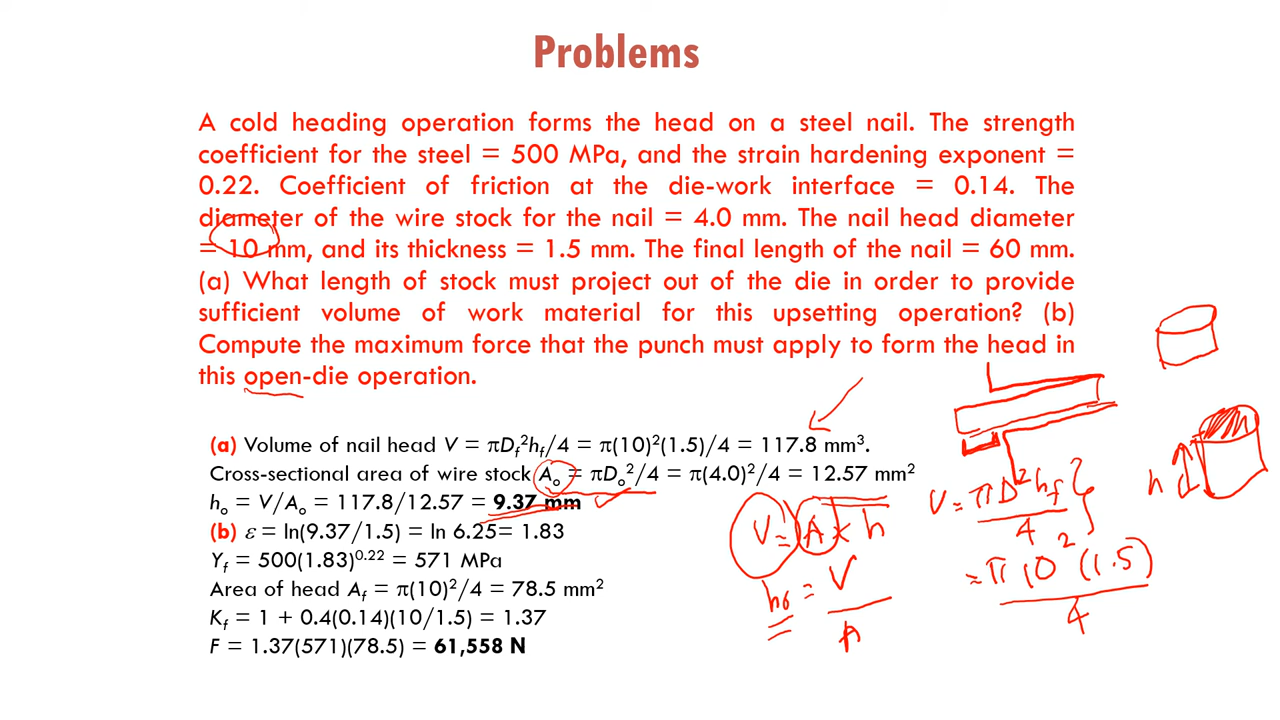 Problems
A cold heading operation forms the head on a steel nail. The strength
coefficient for the steel = 500 MPa, and the strain hardening exponent =
0.22. Coefficient of friction at the die-work interface = 0.14. The
diameter of the wire stock for the nail = 4.0 mm. The nail head diameter
= 10 mm, and its thickness = 1.5 mm. The final length of the nail = 60 mm.
(a) What length of stock must project out of the die in order to provide
sufficient volume of work material for this upsetting operation? (b)
Compute the maximum force that the punch must apply to form the head in
this open-die operation.
(a) Volume of nail head V = πD_f²h_f/4 = π(10)²(1.5)/4 = 117.8 mm³.
Cross-sectional area of wire stock A_o = πD_o²/4 = π(4.0)²/4 = 12.57 mm²
h_o = V/A_o = 117.8/12.57 = 9.37 mm
(b) ε = ln(9.37/1.5) = ln 6.25= 1.83
Y_f = 500(1.83)^0.22 = 571 MPa
Area of head A_f = π(10)²/4 = 78.5 mm²
K_f = 1 + 0.4(0.14)(10/1.5) = 1.37
F = 1.37(571)(78.5) = 61,558 N
V = A × h
h_o = V
A
V = πD²h_f
4
= π 10² (1.5)
4
h